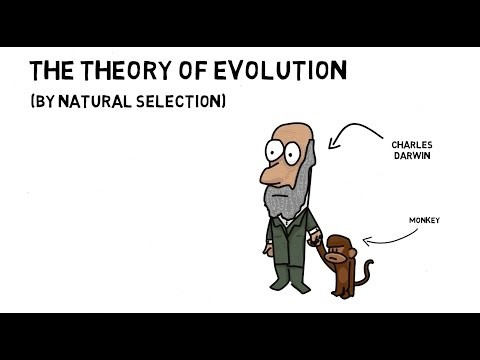 THE THEORY OF EVOLUTION
(BY NATURAL SELECTION)
CHARLES
DARWIN
MONKEY